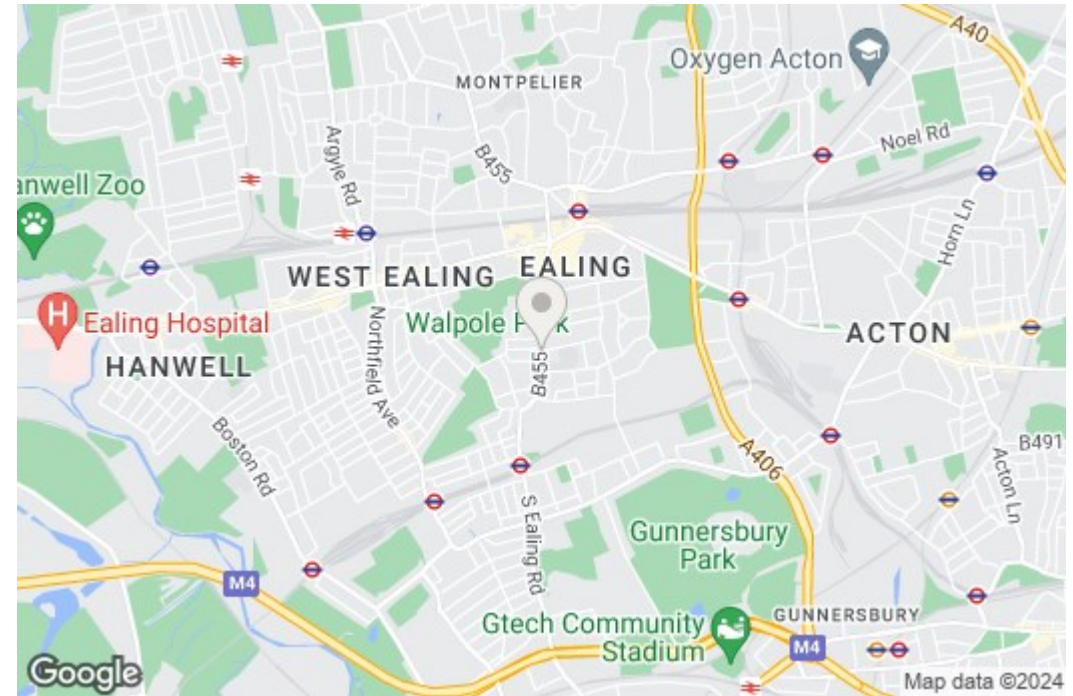 A40
Oxygen Acton
MONTPELIER
Noel Rd
Argyle Rd
B455
anwell Zoo
Horn Ln
WEST EALING
EALING
H
Ealing Hospital
Walpole Park
ACTON
HANWELL
Northfield Ave
B455
Boston Rd
A406
B491
Acton Ln
S Ealing Rd
Gunnersbury
Park
M4
Gtech Community
Stadium
GUNNERSBURY
M4
Google
Map data ©2024